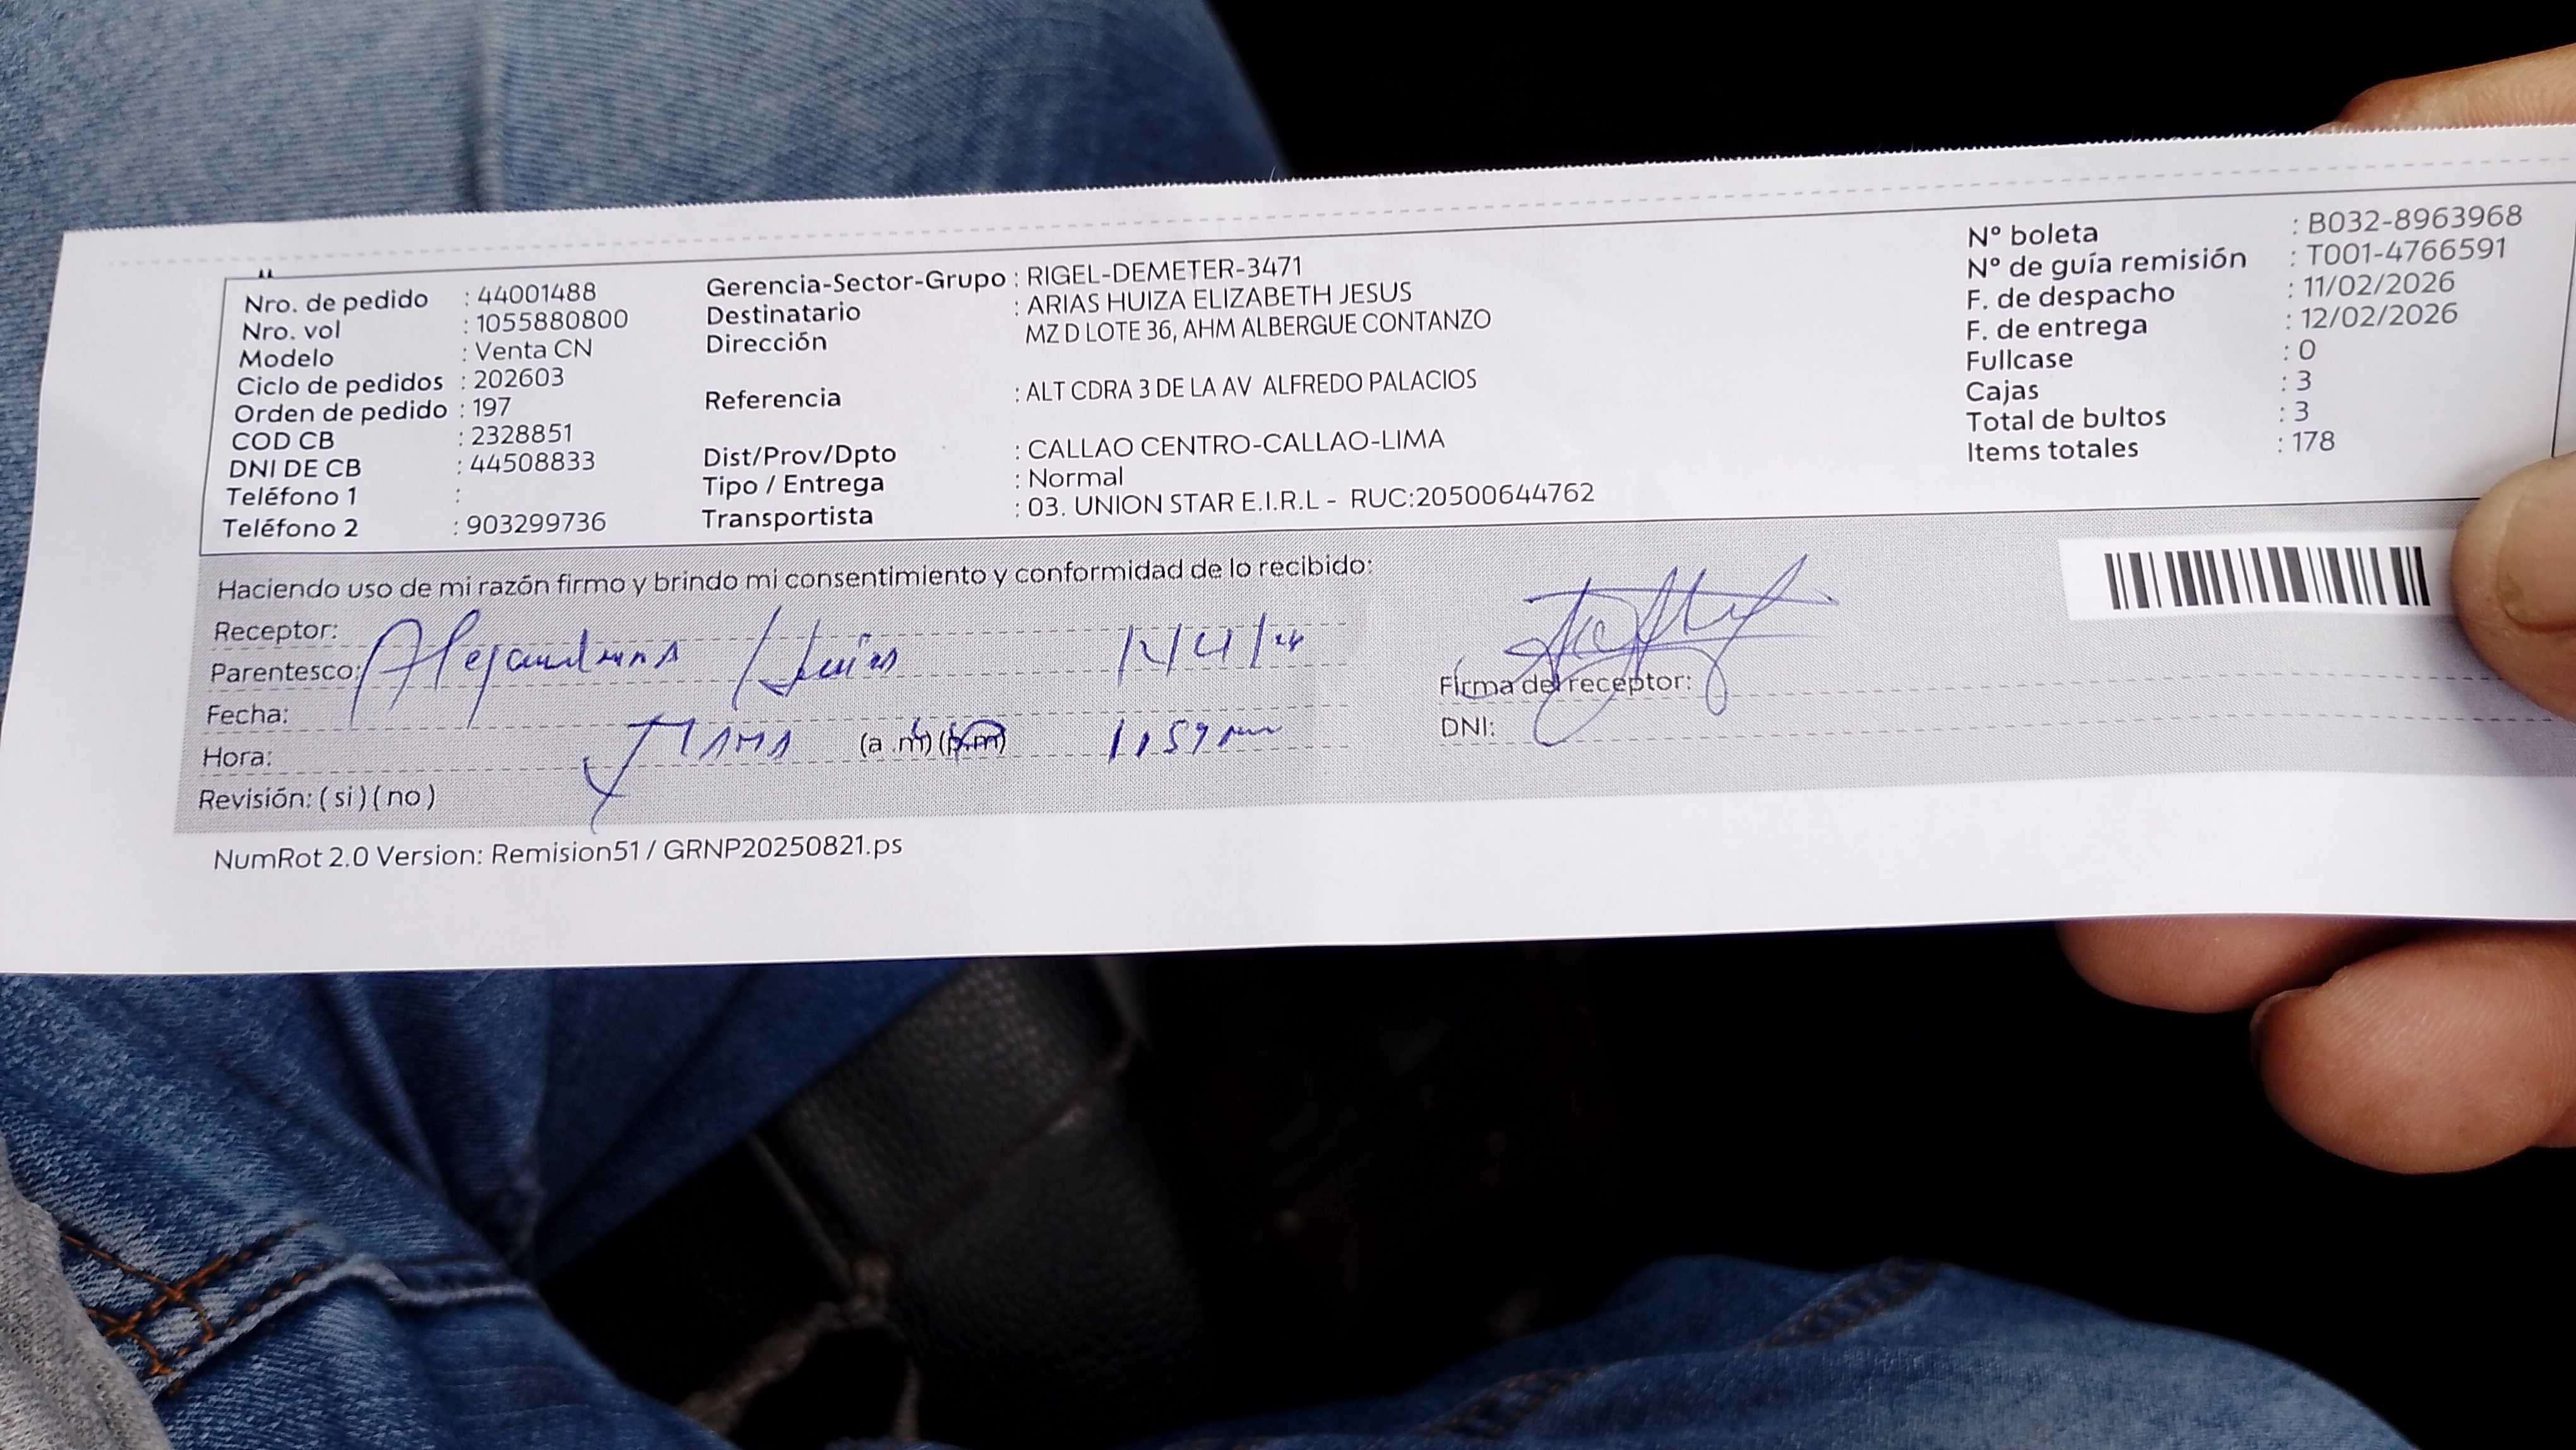 Nro. de pedido : 44001488
Nro. vol : 1055880800
Modelo : Venta CN
Ciclo de pedidos : 202603
Orden de pedido : 197
COD CB : 2328851
DNI DE CB : 44508833
Teléfono 1 :
Teléfono 2 : 903299736
Gerencia-Sector-Grupo : RIGEL-DEMETER-3471
Destinatario : ARIAS HUIZA ELIZABETH JESUS
Dirección MZ D LOTE 36, AHM ALBERGUE CONTANZO
Referencia : ALT CDRA 3 DE LA AV ALFREDO PALACIOS
Dist/Prov/Dpto : CALLAO CENTRO-CALLAO-LIMA
Tipo / Entrega : Normal
Transportista : 03. UNION STAR E.I.R.L - RUC:20500644762
Nº boleta : B032-8963968
Nº de guía remisión : T001-4766591
F. de despacho : 11/02/2026
F. de entrega : 12/02/2026
Fullcase : 0
Cajas : 3
Total de bultos : 3
Items totales : 178
Haciendo uso de mi razón firmo y brindo mi consentimiento y conformidad de lo recibido:
Receptor:
Parentesco:
Fecha:
Hora: (a.m) (p.m)
Revisión: ( si ) ( no )
Firma del receptor:
DNI:
NumRot 2.0 Version: Remision51 / GRNP20250821.ps